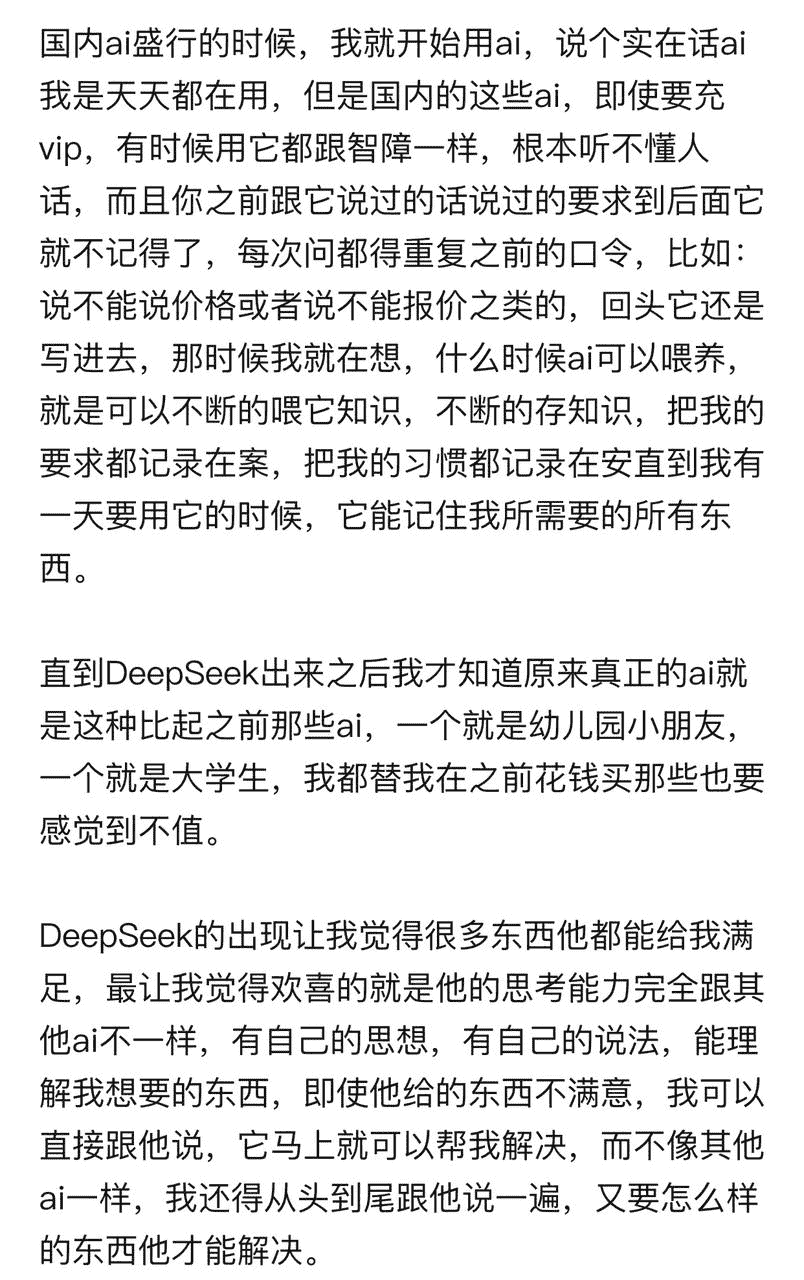 国内ai盛行的时候，我就开始用ai，说个实在话ai
我是天天都在用，但是国内的这些ai，即使要充
vip，有时候用它都跟智障一样，根本听不懂人
话，而且你之前跟它说过的话说过的要求到后面它
就不记得了，每次问都得重复之前的口令，比如：
说不能说价格或者说不能报价之类的，回头它还是
写进去，那时候我就在想，什么时候ai可以喂养，
就是可以不断的喂它知识，不断的存知识，把我的
要求都记录在案，把我的习惯都记录在安直到我有
一天要用它的时候，它能记住我所需要的所有东
西。
直到DeepSeek出来之后我才知道原来真正的ai就
是这种比起之前那些ai，一个就是幼儿园小朋友，
一个就是大学生，我都替我在之前花钱买那些也要
感觉到不值。
DeepSeek的出现让我觉得很多东西他都能给我满
足，最让我觉得欢喜的就是他的思考能力完全跟其
他ai不一样，有自己的思想，有自己的说法，能理
解我想要的东西，即使他给的东西不满意，我可以
直接跟他说，它马上就可以帮我解决，而不像其他
ai一样，我还得从头到尾跟他说一遍，又要怎么样
的东西他才能解决。